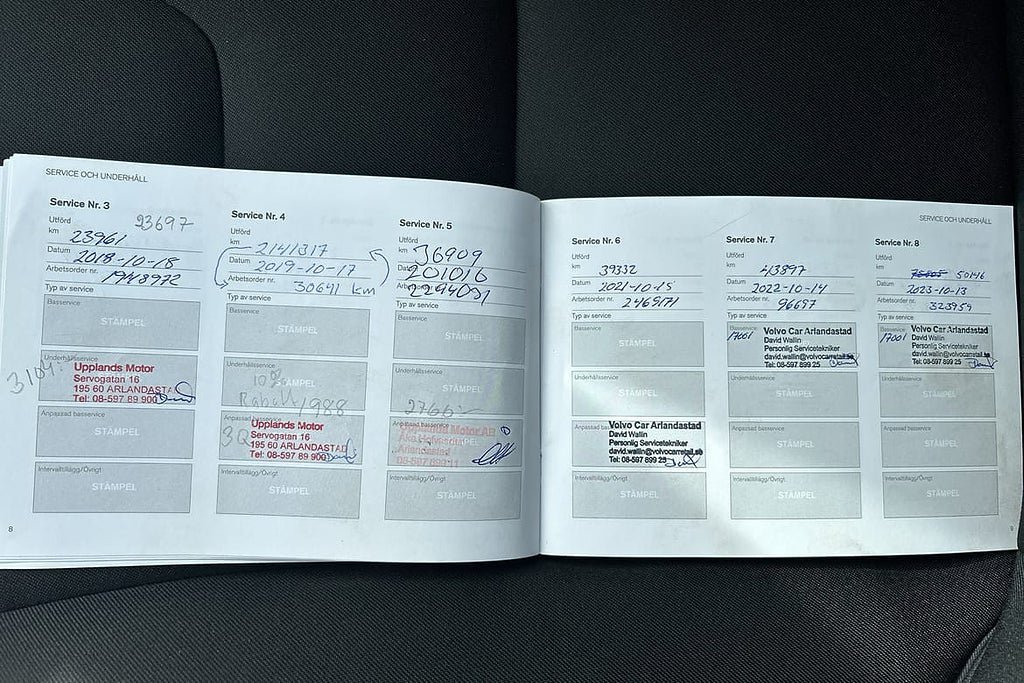 SERVICE OCH UNDERHÅLL
Service Nr. 3
Utförd 23697
km 23961
Datum 2018-10-18
Arbetsorder nr. 1948972
Typ av service
Basservice
STÄMPEL
Underhållsservice
Upplands Motor
Servogatan 16
195 60 ARLANDASTAD
Tel: 08-597 89 900
Anpassad basservice
STÄMPEL
Intervalltillägg/Övrigt
STÄMPEL
8
Service Nr. 4
Utförd
km 2141317
Datum 2019-10-17
Arbetsorder nr. 30641 km
Typ av service
Basservice
STÄMPEL
Underhållsservice
10%
STÄMPEL
1988
Anpassad
Upplands Motor
Servogatan 16
195 60 ARLANDASTAD
Tel: 08-597 89 900
Intervalltillägg/Övrigt
STÄMPEL
Service Nr. 5
Utförd
km 36909
Datum 201016
Arbetsorder nr. 2294031
Typ av service
Basservice
STÄMPEL
Underhållsservice
STÄMPEL
2766:-
Anpassad basservice
Upplands Motor AB
Arlandastad
Intervalltillägg/Övrigt
STÄMPEL
SERVICE OCH UNDERHÅLL
Service Nr. 6
Utförd
km 39332
Datum 2021-10-15
Arbetsorder nr. 2469171
Typ av service
Basservice
STÄMPEL
Underhållsservice
STÄMPEL
Anpassad bas
Volvo Car Arlandastad
David Wallin
Personlig Servicetekniker
david.wallin@volvocarretail.se
Tel: 08-597 899 25
Intervalltillägg/Övrigt
STÄMPEL
Service Nr. 7
Utförd
km 43897
Datum 2022-10-14
Arbetsorder nr. 96697
Typ av service
Basservice
17001
Volvo Car Arlandastad
David Wallin
Personlig Servicetekniker
david.wallin@volvocarretail.se
Tel: 08-597 899 25
Underhållsservice
STÄMPEL
Anpassad basservice
STÄMPEL
Intervalltillägg/Övrigt
STÄMPEL
Service Nr. 8
Utförd
km 50146
Datum 2023-10-13
Arbetsorder nr. 323959
Typ av service
Basservice
17001
Volvo Car Arlandastad
David Wallin
Personlig Servicetekniker
david.wallin@volvocarretail.se
Tel: 08-597 899 25
Underhållsservice
STÄMPEL
Anpassad basservice
STÄMPEL
Intervalltillägg/Övrigt
STÄMPEL
9